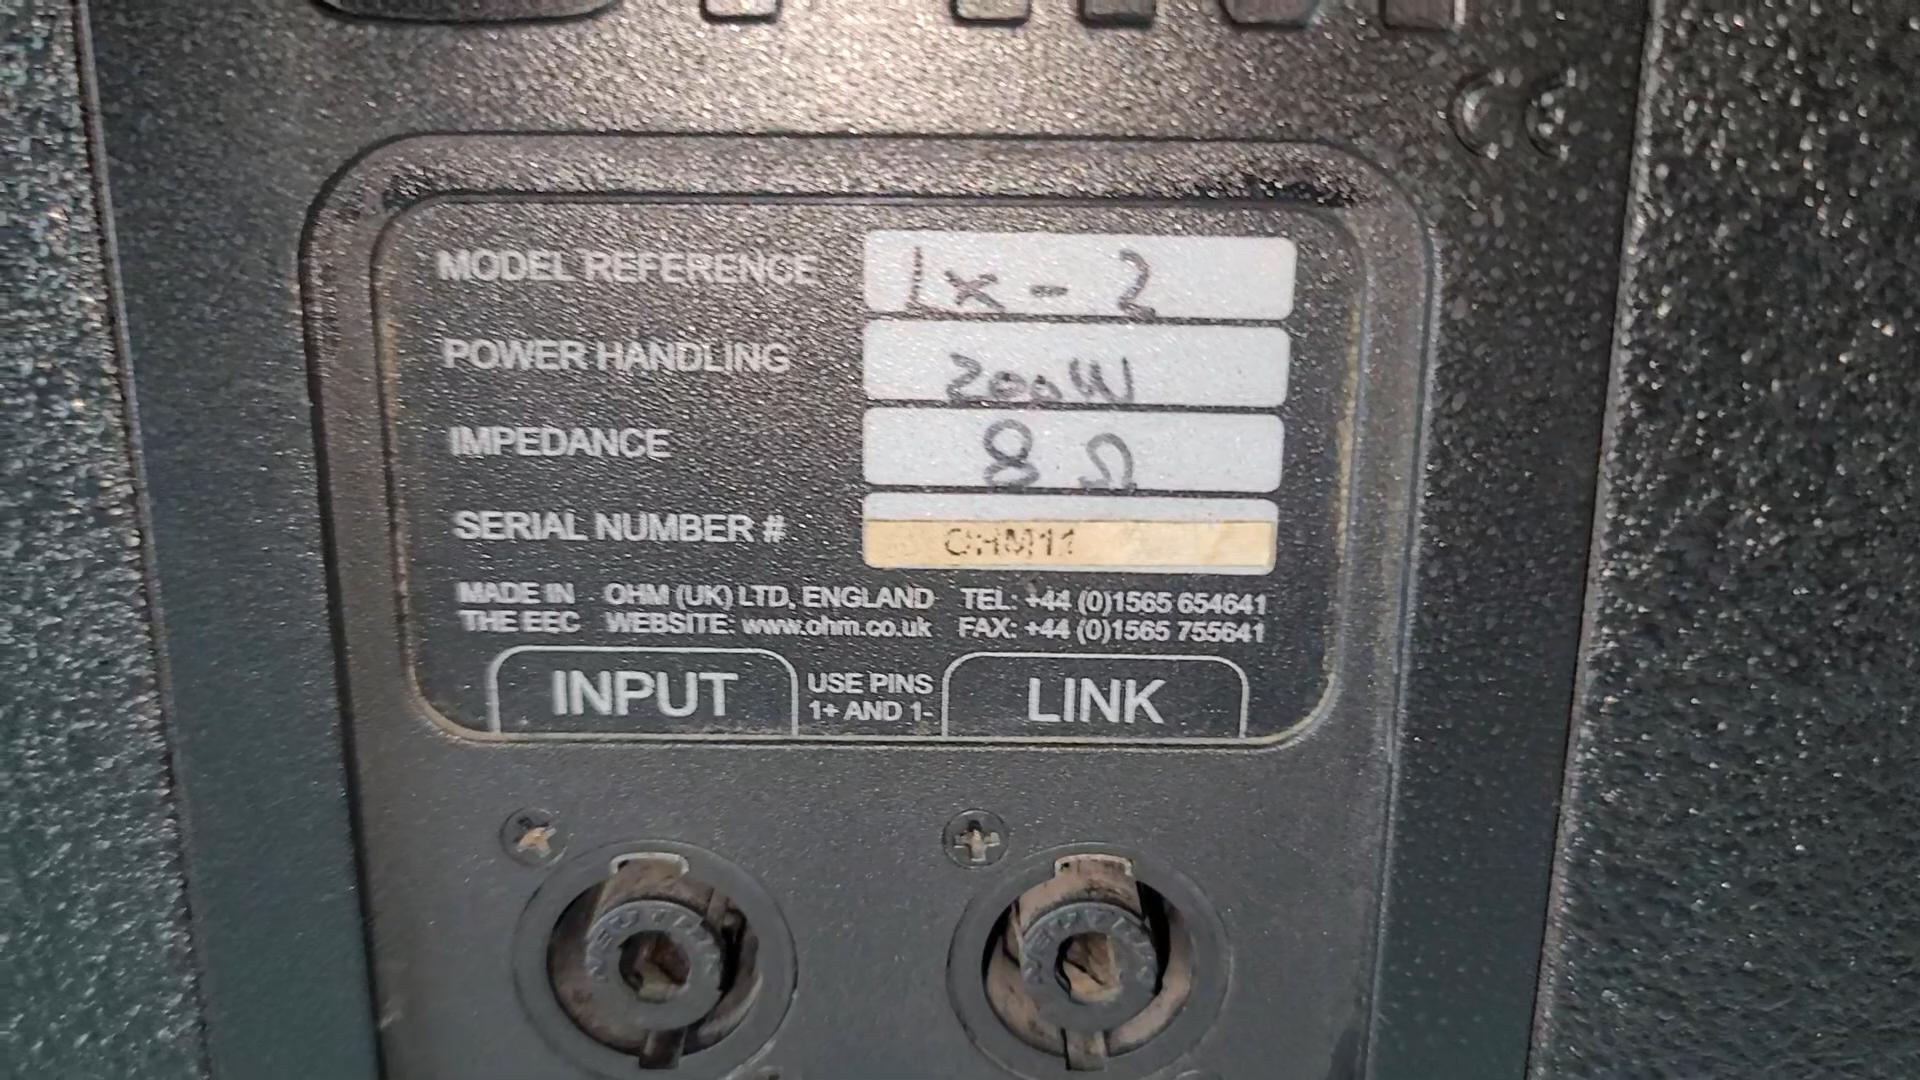 MODEL REFERENCE Lx - 2
POWER HANDLING 200W
IMPEDANCE 8 Ω
SERIAL NUMBER # OHM11
MADE IN OHM (UK) LTD, ENGLAND TEL: +44 (0)1565 654641
THE EEC WEBSITE: www.ohm.co.uk FAX: +44 (0)1565 755641
INPUT USE PINS LINK
1+ AND 1-
NEUTRIK
NEUTRIK